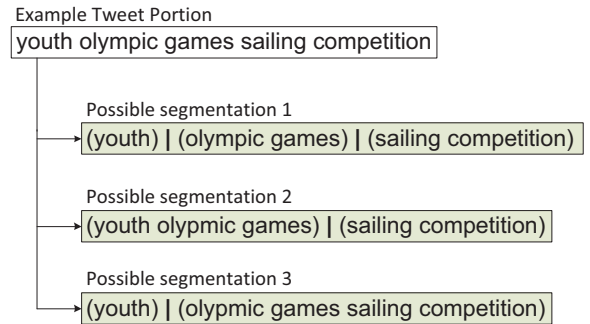 Example Tweet Portion
youth olympic games sailing competition
Possible segmentation 1
(youth) | (olympic games) | (sailing competition)
Possible segmentation 2
(youth olypmic games) | (sailing competition)
Possible segmentation 3
(youth) | (olypmic games sailing competition)